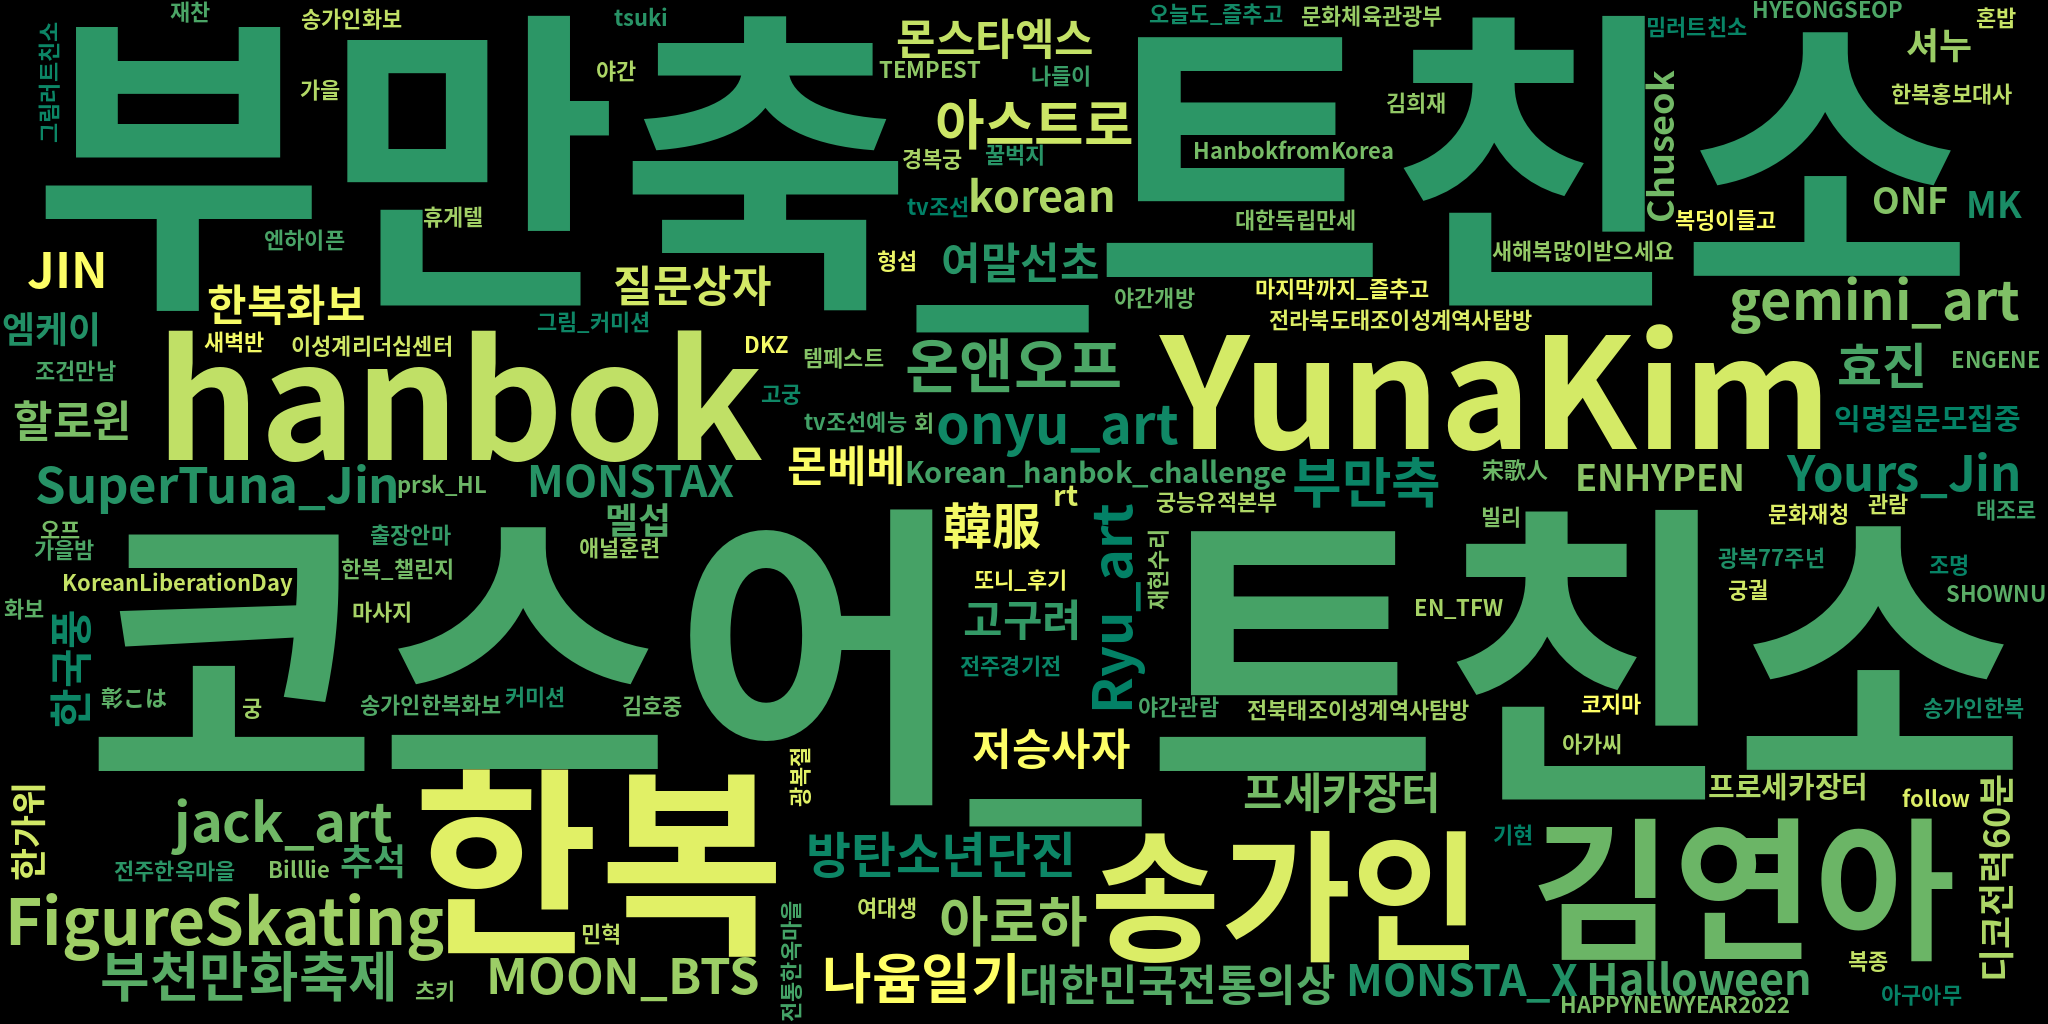 부만축_트친소
코스어_트친소
hanbok
YunaKim
한복
송가인
김연아
재찬
송가인화보
tsuki
몬스타엑스
오늘도_즐추고
문화체육관광부
밈러트친소
HYEONGSEOP
혼밥
그림러트친소
가을
야간
TEMPEST
나들이
셔누
한복홍보대사
김희재
Chuseok
아스트로
HanbokfromKorea
경복궁
꿀벅지
tv조선
korean
대한독립만세
ONF
MK
복덩이들고
휴게텔
엔하이픈
형섭
여말선초
새해복많이받으세요
JIN
한복화보
질문상자
야간개방
마지막까지_즐추고
gemini_art
엠케이
그림_커미션
전라북도태조이성계역사탐방
새벽반
이성계리더십센터
DKZ
템페스트
온앤오프
효진
ENGENE
조건만남
고궁
할로윈
tv조선예능
회
onyu_art
익명질문모집중
SuperTuna_Jin
prsk_HL
MONSTAX
몬베베
Korean_hanbok_challenge
부만축
宋歌人
ENHYPEN
Yours_Jin
rt
궁능유적본부
관람
오프
가을밤
출장안마
멜섭
애널훈련
韓服
Ryu_art
빌리
문화재청
태조로
한복_챌린지
KoreanLiberationDay
또니_후기
재현수리
광복77주년
조명
궁궐
SHOWNU
화보
마사지
고구려
EN_TFW
한국풍
전주경기전
彰こは
궁
송가인한복화보
커미션
김호중
야간관람
전북태조이성계역사탐방
코지마
송가인한복
저승사자
아가씨
광복절
프세카장터
프로세카장터
follow
한가위
jack_art
디코전력60분
기현
방탄소년단진
전주한옥마을
Billlie
추석
FigureSkating
여대생
아로하
전통한옥마을
민혁
부천만화축제
츠키
MOON_BTS
나윰일기
대한민국전통의상
MONSTA_X
Halloween
복종
HAPPYNEWYEAR2022
아구아무